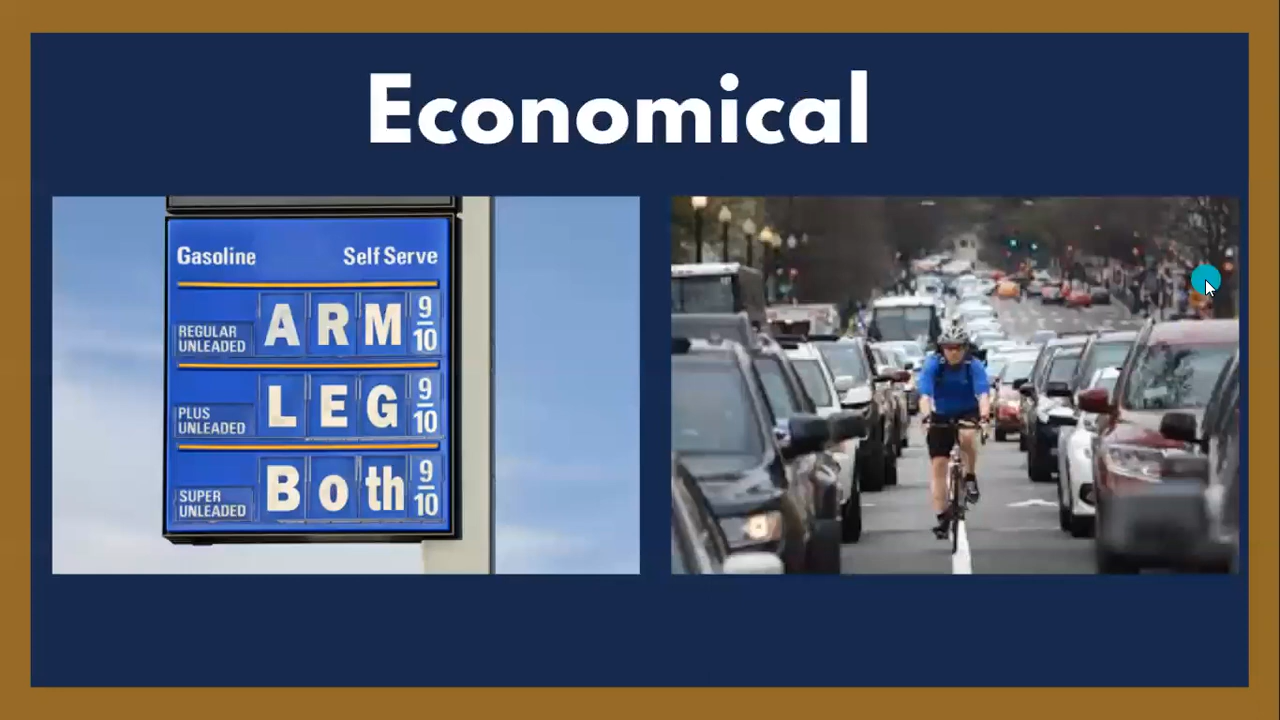 Economical
Gasoline Self Serve
REGULAR UNLEADED ARM 9/10
PLUS UNLEADED LEG 9/10
SUPER UNLEADED Both 9/10